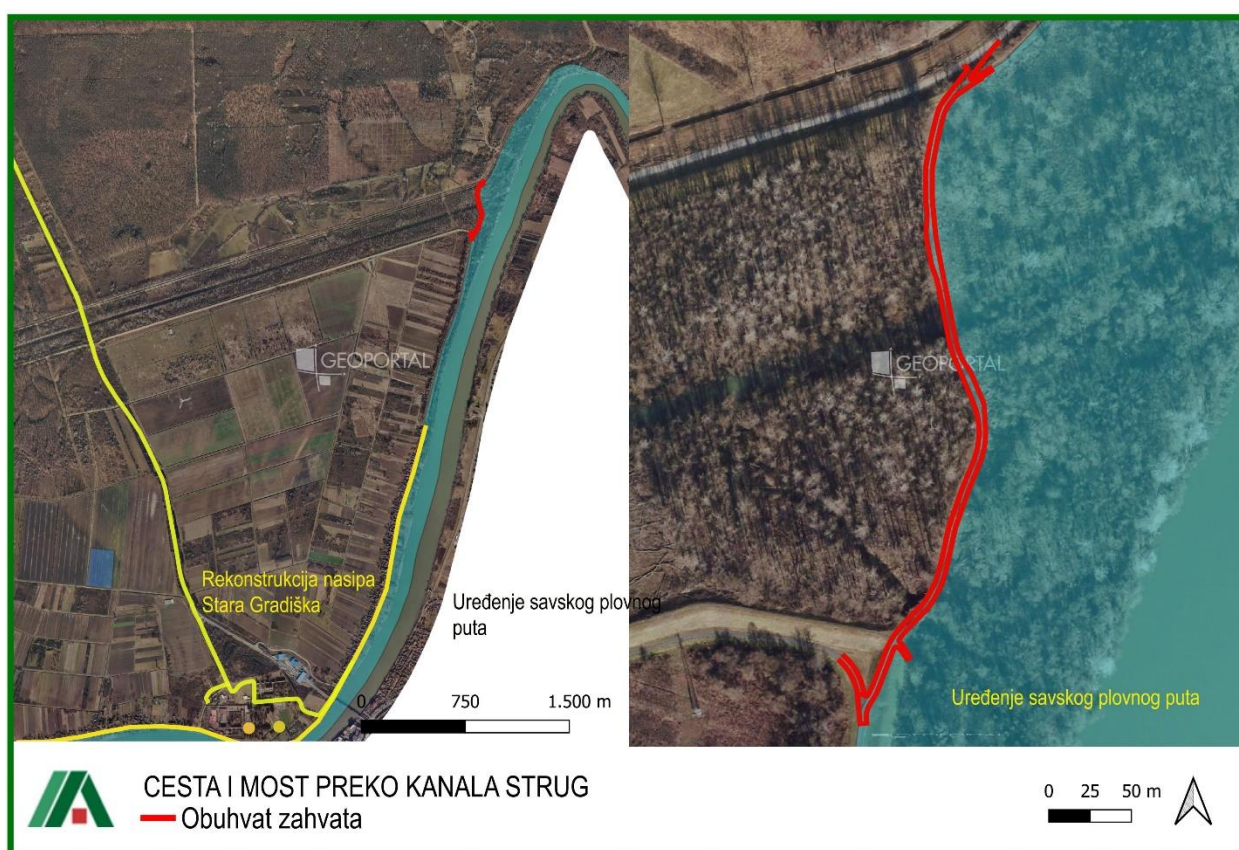 GEOPORTAL
GEOPORTAL
Rekonstrukcija nasipa
Stara Gradiška
Uređenje savskog plovnog
puta
0 750 1.500 m
Uređenje savskog plovnog puta
CESTA I MOST PREKO KANALA STRUG
Obuhvat zahvata
0 25 50 m